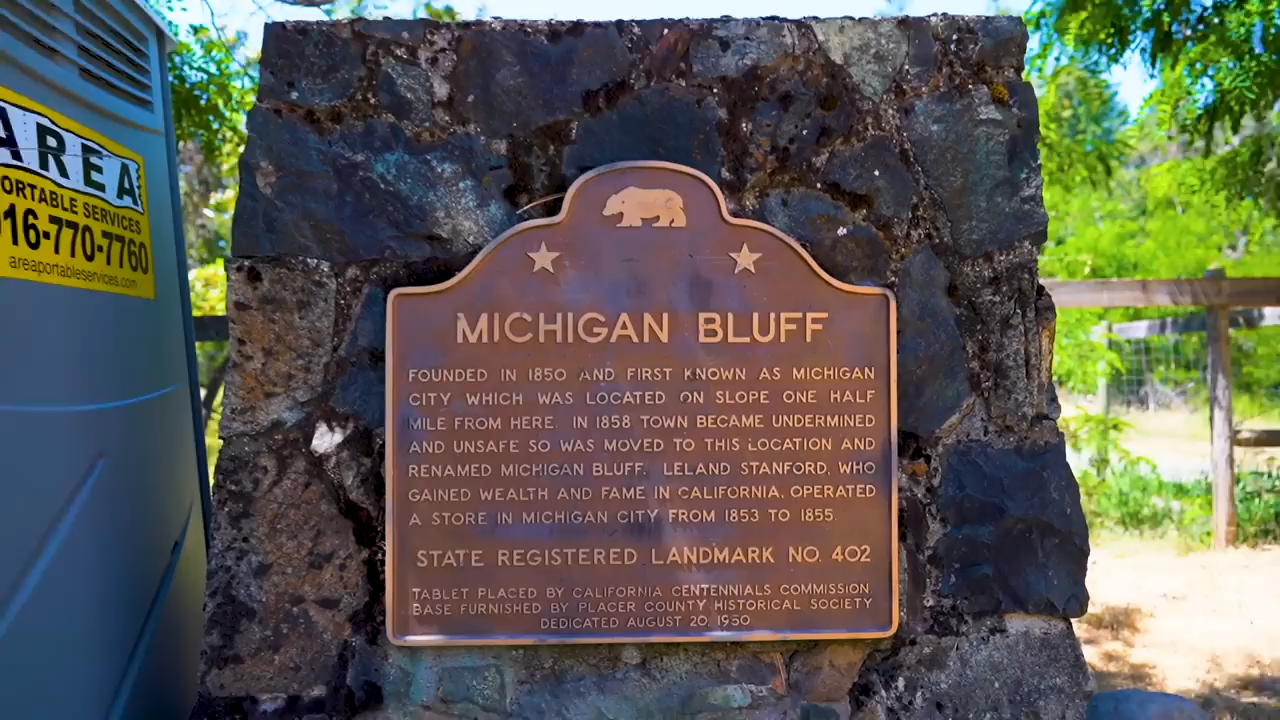 AREA
ORTABLE SERVICES
16-770-7760
areaportableservices.com
MICHIGAN BLUFF
FOUNDED IN 1850 AND FIRST KNOWN AS MICHIGAN
CITY WHICH WAS LOCATED ON SLOPE ONE HALF
MILE FROM HERE. IN 1858 TOWN BECAME UNDERMINED
AND UNSAFE SO WAS MOVED TO THIS LOCATION AND
RENAMED MICHIGAN BLUFF. LELAND STANFORD, WHO
GAINED WEALTH AND FAME IN CALIFORNIA, OPERATED
A STORE IN MICHIGAN CITY FROM 1853 TO 1855.
STATE REGISTERED LANDMARK NO. 402
TABLET PLACED BY CALIFORNIA CENTENNIALS COMMISSION.
BASE FURNISHED BY PLACER COUNTY HISTORICAL SOCIETY
DEDICATED AUGUST 20, 1950